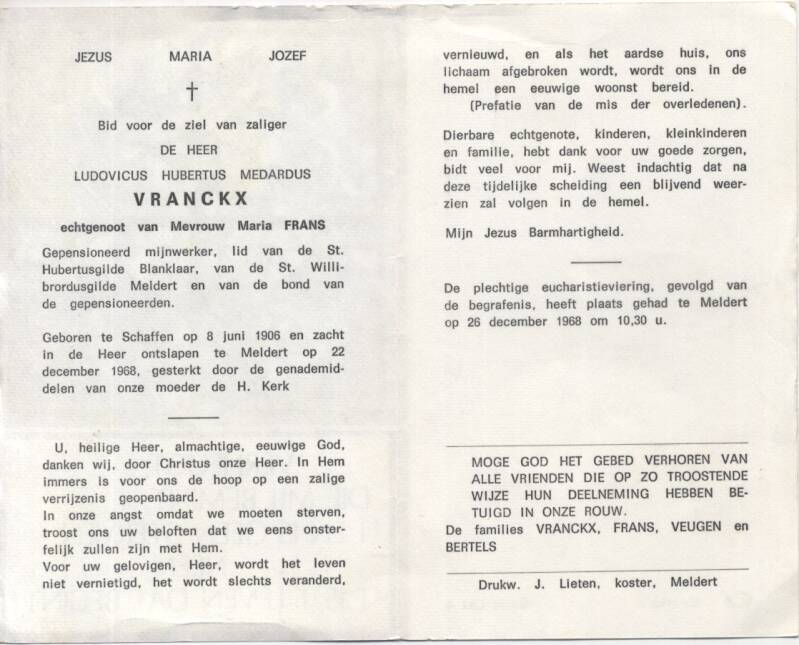 JEZUS MARIA JOZEF
†
Bid voor de ziel van zaliger
DE HEER
LUDOVICUS HUBERTUS MEDARDUS
VRANCKX
echtgenoot van Mevrouw Maria FRANS
Gepensioneerd mijnwerker, lid van de St.
Hubertusgilde Blanklaar, van de St. Willi-
brordusgilde Meldert en van de bond van
de gepensioneerden.
Geboren te Schaffen op 8 juni 1906 en zacht
in de Heer ontslapen te Meldert op 22
december 1968, gesterkt door de genademid-
delen van onze moeder de H. Kerk
U, heilige Heer, almachtige, eeuwige God,
danken wij, door Christus onze Heer. In Hem
immers is voor ons de hoop op een zalige
verrijzenis geopenbaard.
In onze angst omdat we moeten sterven,
troost ons uw beloften dat we eens onster-
felijk zullen zijn met Hem.
Voor uw gelovigen, Heer, wordt het leven
niet vernietigd, het wordt slechts veranderd,
vernieuwd, en als het aardse huis, ons
lichaam afgebroken wordt, wordt ons in de
hemel een eeuwige woonst bereid.
(Prefatie van de mis der overledenen).
Dierbare echtgenote, kinderen, kleinkinderen
en familie, hebt dank voor uw goede zorgen,
bidt veel voor mij. Weest indachtig dat na
deze tijdelijke scheiding een blijvend weer-
zien zal volgen in de hemel.
Mijn Jezus Barmhartigheid.
De plechtige eucharistieviering, gevolgd van
de begrafenis, heeft plaats gehad te Meldert
op 26 december 1968 om 10,30 u.
MOGE GOD HET GEBED VERHOREN VAN
ALLE VRIENDEN DIE OP ZO TROOSTENDE
WIJZE HUN DEELNEMING HEBBEN BE-
TUIGD IN ONZE ROUW.
De families VRANCKX, FRANS, VEUGEN en
BERTELS
Drukw. J. Lieten, koster, Meldert